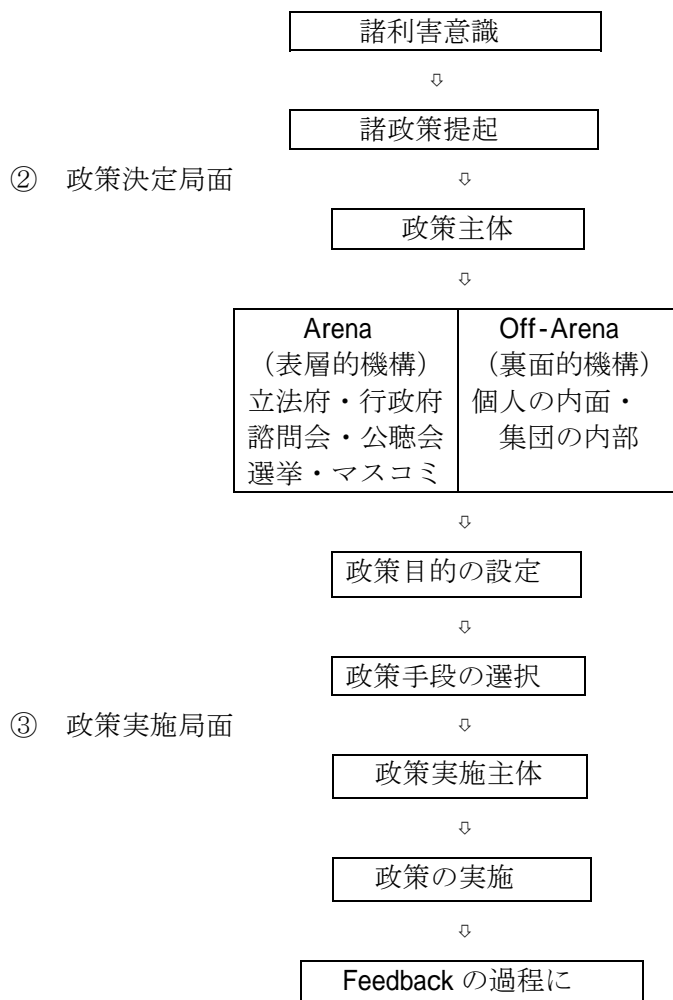 諸利害意識
⇩
諸政策提起
② 政策決定局面
⇩
政策主体
⇩
Arena
(表層的機構)
立法府・行政府
諮問会・公聴会
選挙・マスコミ
Off-Arena
(裏面的機構)
個人の内面・
集団の内部
⇩
政策目的の設定
⇩
政策手段の選択
③ 政策実施局面
⇩
政策実施主体
⇩
政策の実施
⇩
Feedback の過程に